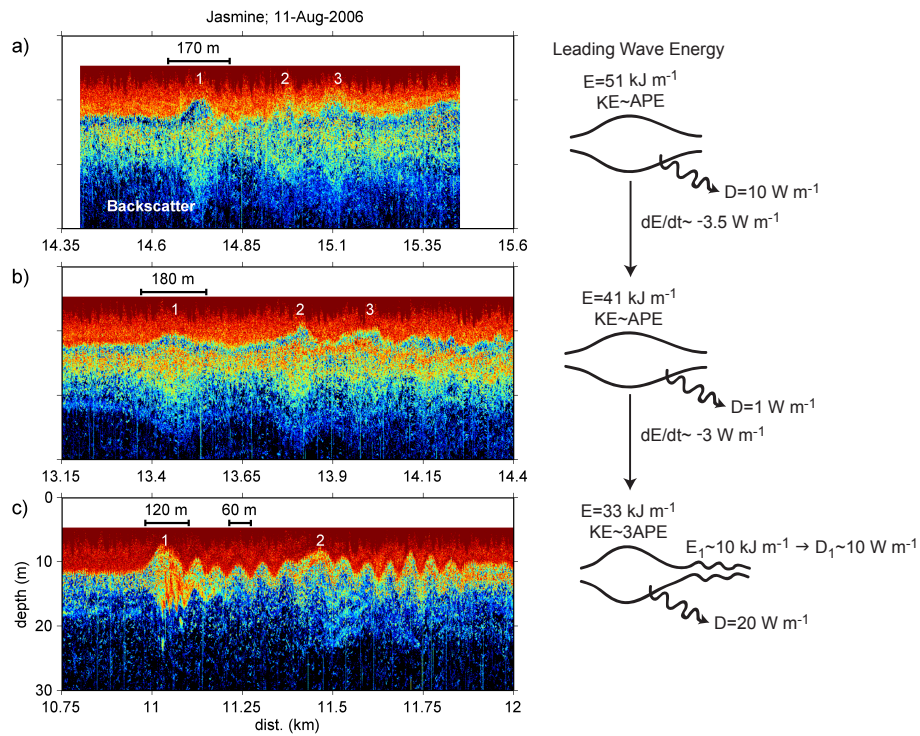 Jasmine; 11-Aug-2006
a)
170 m
1
2
3
Backscatter
14.35
14.6
14.85
15.1
15.35
15.6
b)
180 m
1
2
3
13.15
13.4
13.65
13.9
14.15
14.4
c)
0
10
20
30
depth (m)
120 m
60 m
1
2
10.75
11
11.25
11.5
11.75
12
dist. (km)
Leading Wave Energy
E=51 kJ m⁻¹
KE~APE
D=10 W m⁻¹
dE/dt~ -3.5 W m⁻¹
E=41 kJ m⁻¹
KE~APE
D=1 W m⁻¹
dE/dt~ -3 W m⁻¹
E=33 kJ m⁻¹
KE~3APE
E₁~10 kJ m⁻¹ → D₁~10 W m⁻¹
D=20 W m⁻¹